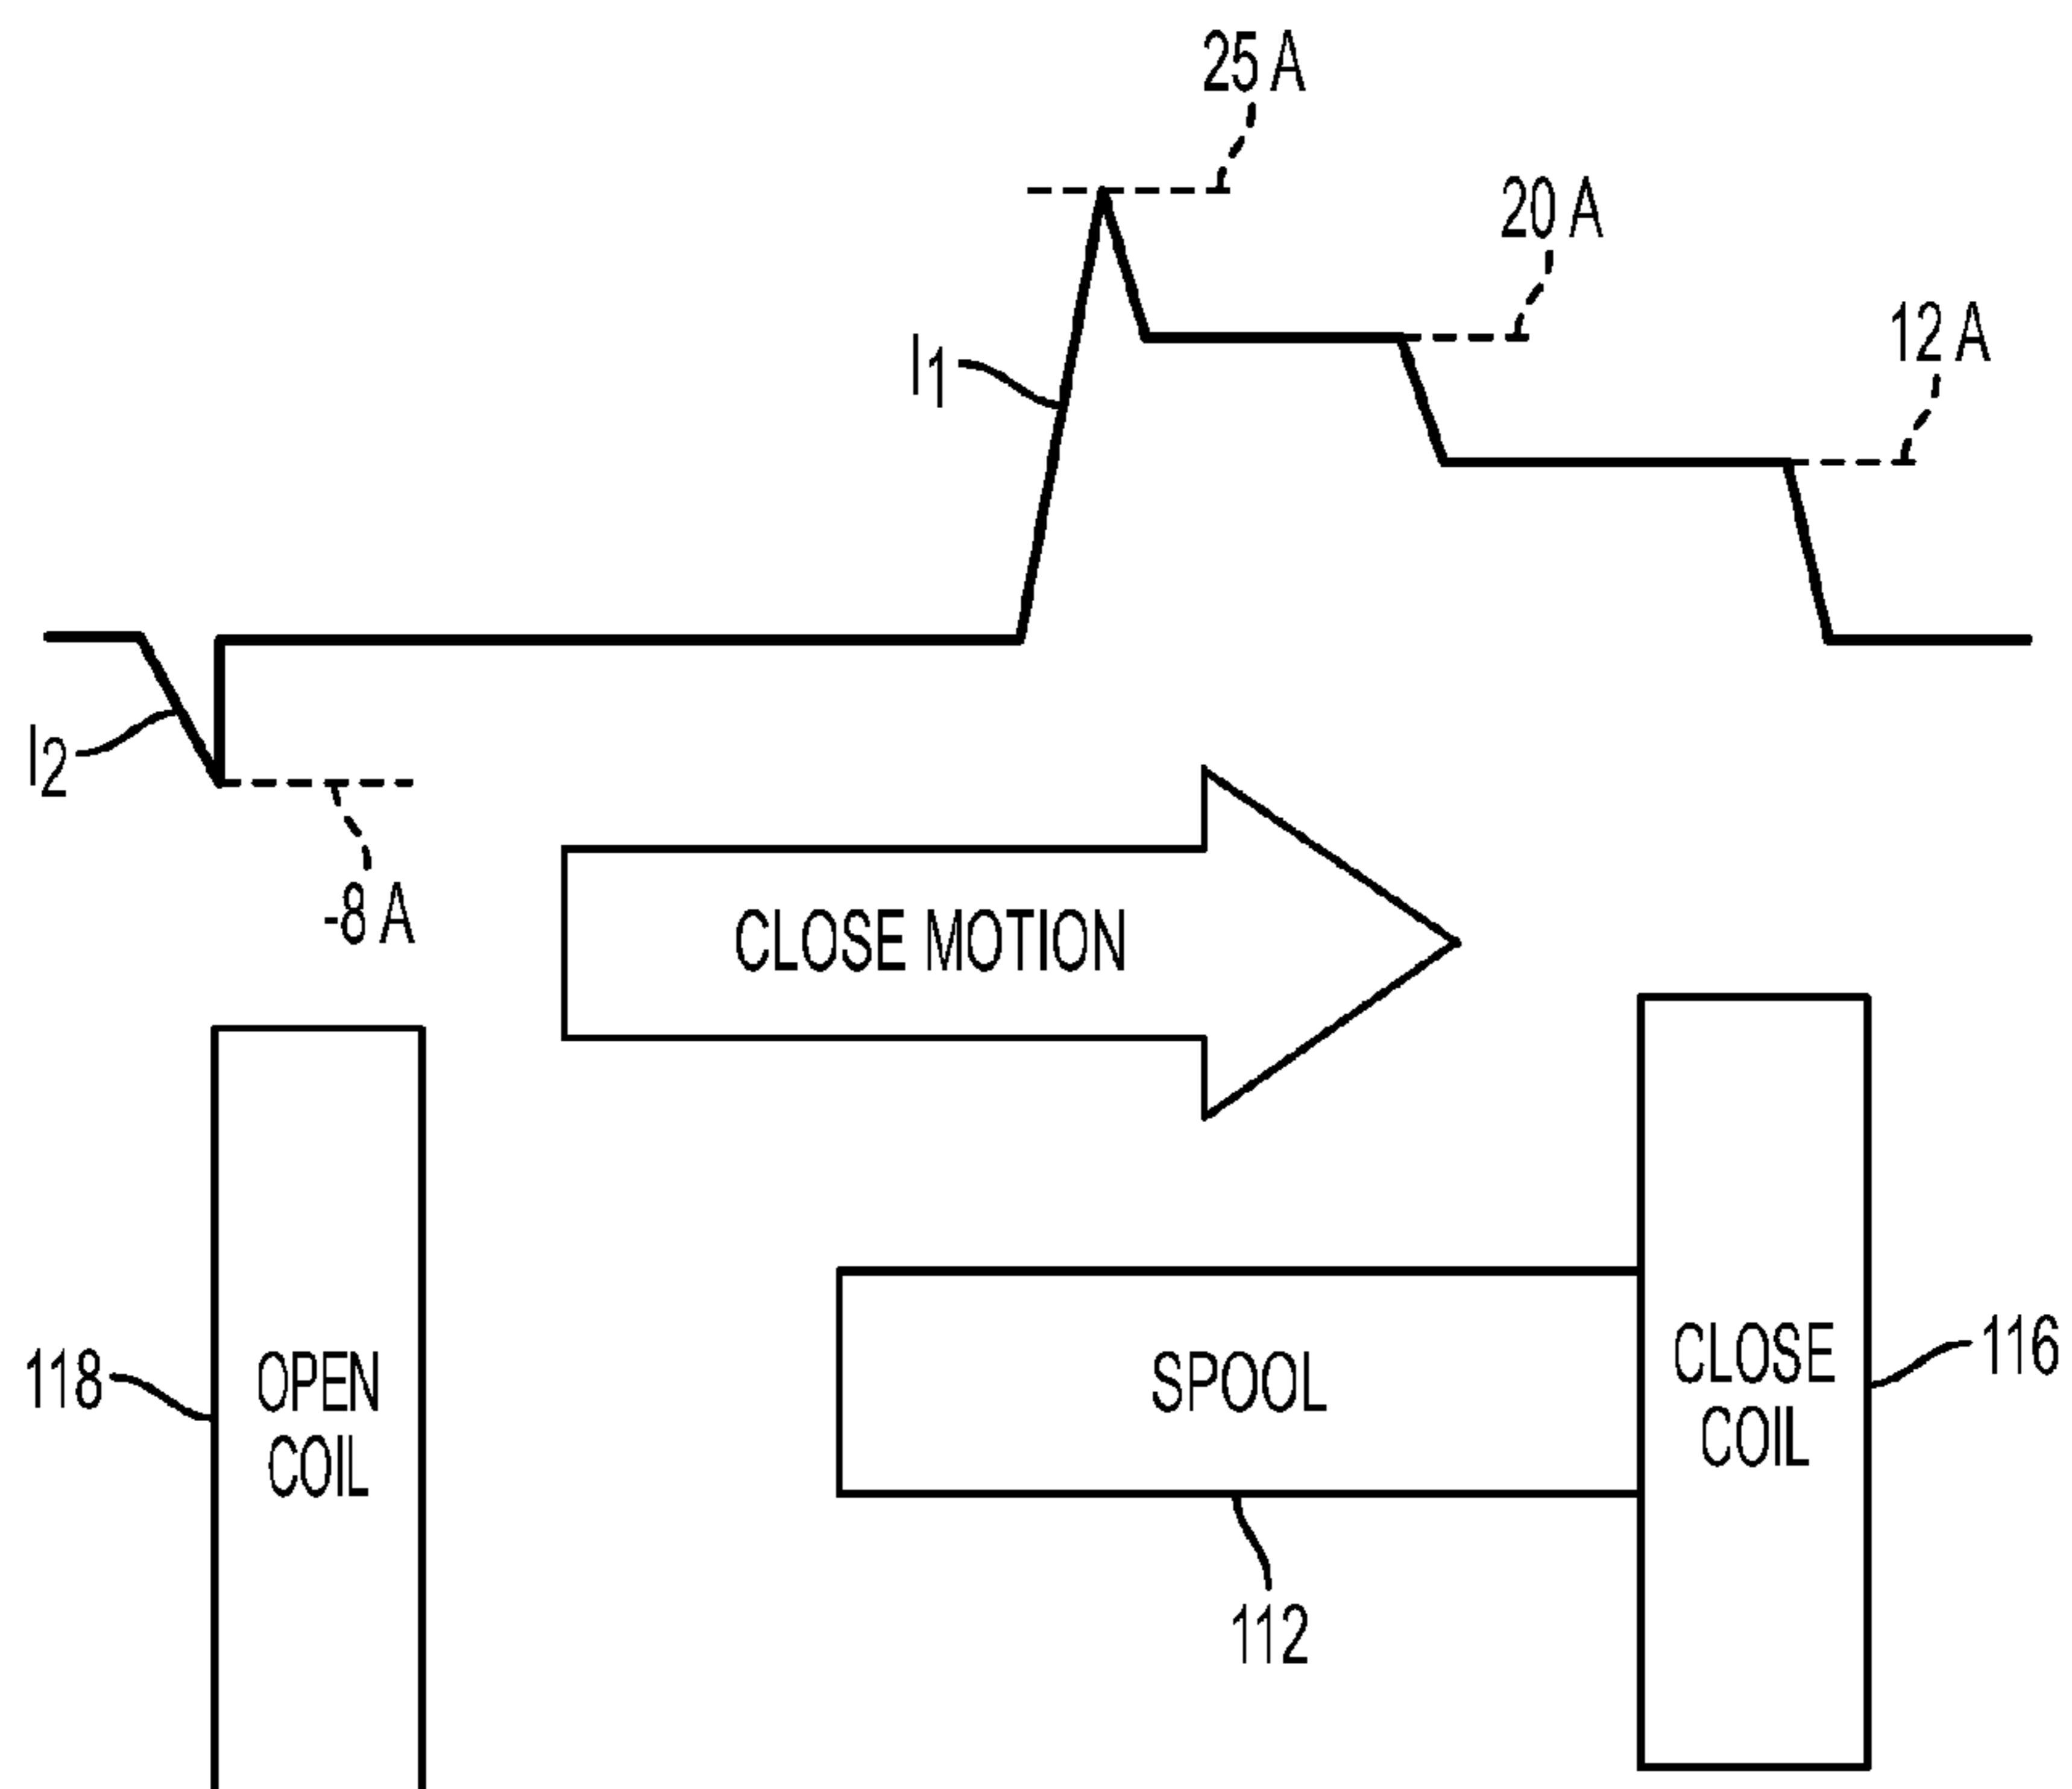 25 A
20 A
12 A
I1
I2
-8 A
CLOSE MOTION
118
OPEN
COIL
SPOOL
CLOSE
COIL
116
112